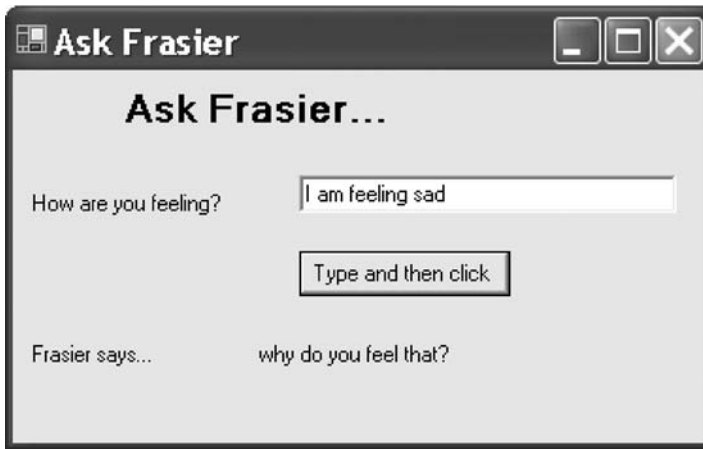 Ask Frasier
Ask Frasier...
How are you feeling? I am feeling sad
Type and then click
Frasier says... why do you feel that?